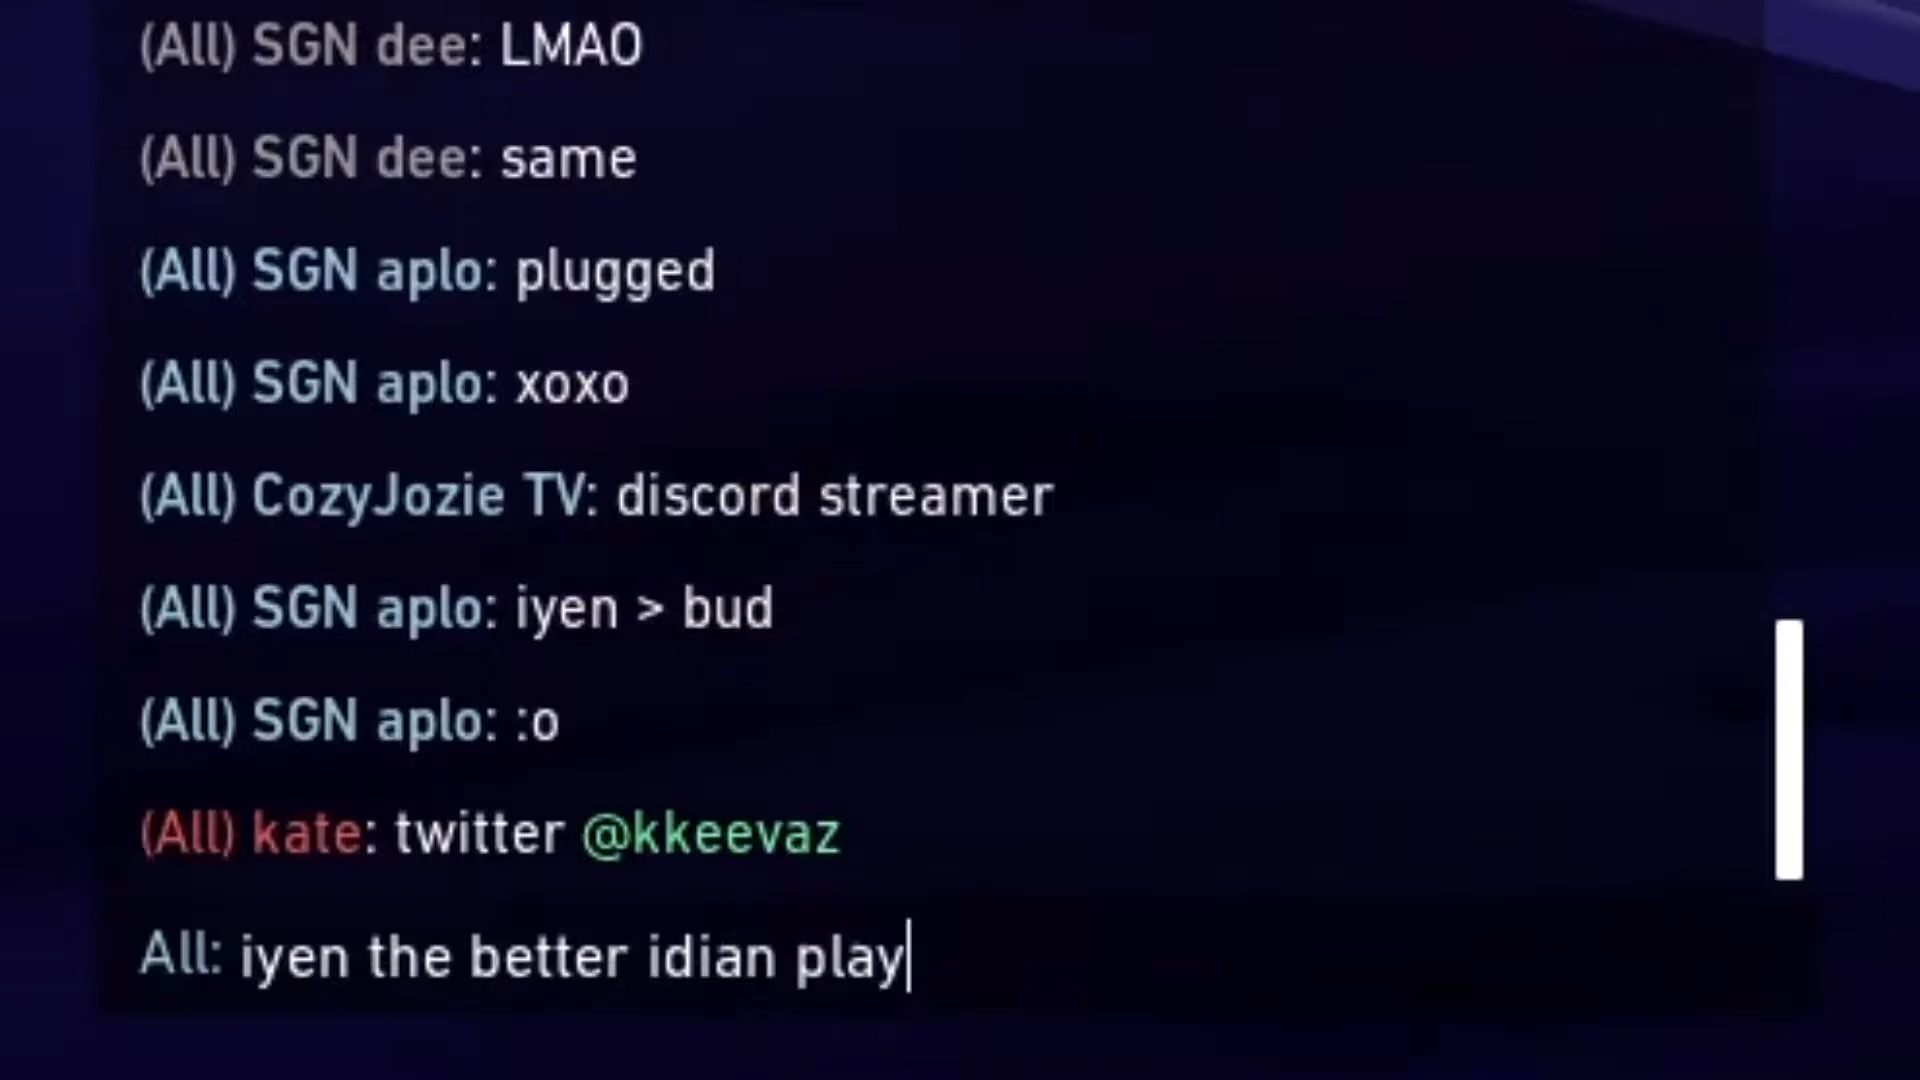 (All) SGN dee: LMAO
(All) SGN dee: same
(All) SGN aplo: plugged
(All) SGN aplo: xoxo
(All) CozyJozie TV: discord streamer
(All) SGN aplo: iyen > bud
(All) SGN aplo: :o
(All) kate: twitter @kkeevaz
All: iyen the better idian play